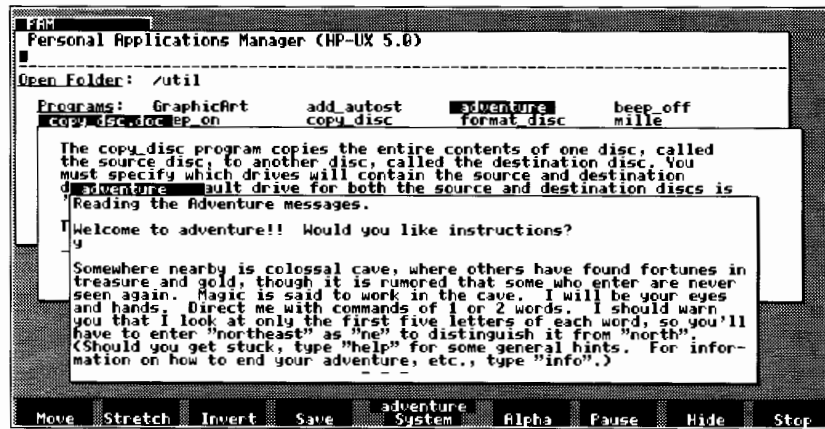 PAM
Personal Applications Manager (HP-UX 5.0)
Open Folder: /util
Programs: GraphicArt add_autost adventure beep_off
copy_dsc.doc ep_on copy_disc format_disc mille
The copy_disc program copies the entire contents of one disc, called
the source disc, to another disc, called the destination disc. You
must specify which drives will contain the source and destination
d adventure ault drive for both the source and destination discs is
Reading the Adventure messages.
T
Welcome to adventure!! Would you like instructions?
y
Somewhere nearby is colossal cave, where others have found fortunes in
treasure and gold, though it is rumored that some who enter are never
seen again. Magic is said to work in the cave. I will be your eyes
and hands. Direct me with commands of 1 or 2 words. I should warn
you that I look at only the first five letters of each word, so you'll
have to enter "northeast" as "ne" to distinguish it from "north".
(Should you get stuck, type "help" for some general hints. For infor-
mation on how to end your adventure, etc., type "info".)
- - -
adventure
Move Stretch Invert Save System Alpha Pause Hide Stop